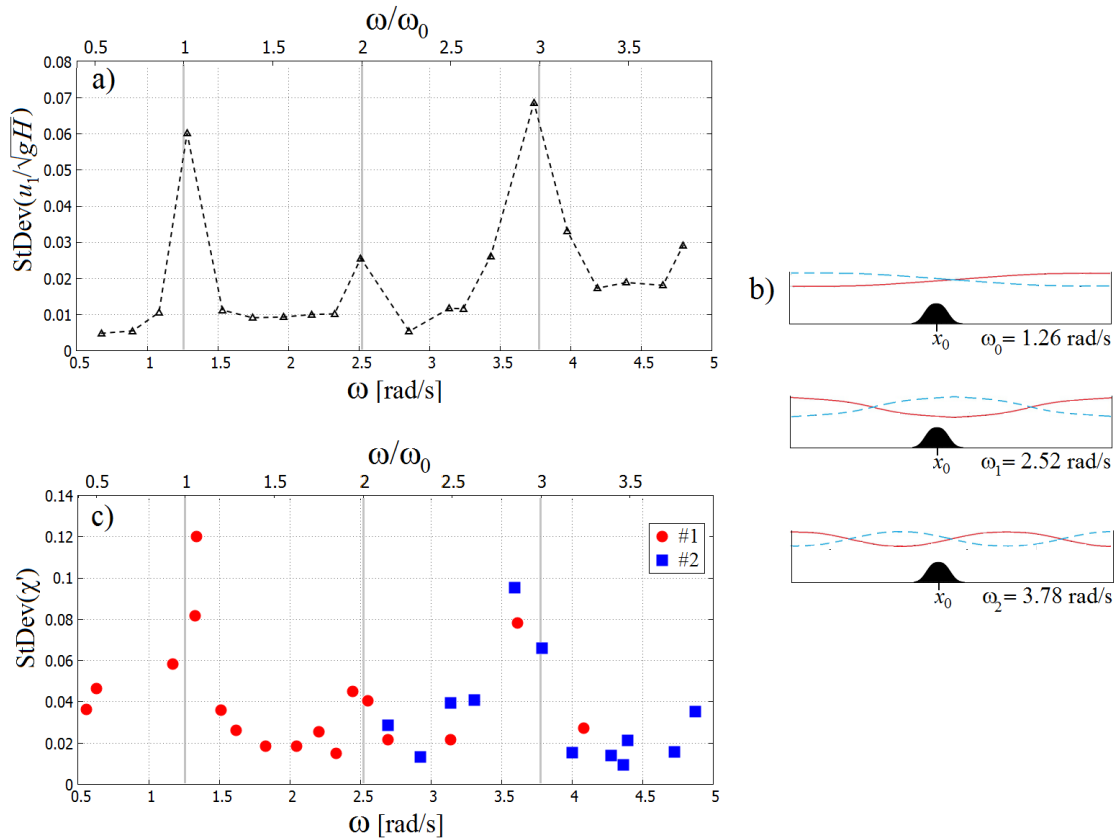 ω/ω₀
0.5 1 1.5 2 2.5 3 3.5
a)
StDev(u₁/√gH)
0.08
0.07
0.06
0.05
0.04
0.03
0.02
0.01
0
0.5 1 1.5 2 2.5 3 3.5 4 4.5 5
ω [rad/s]
b)
x₀ ω₀= 1.26 rad/s
x₀ ω₁= 2.52 rad/s
x₀ ω₂= 3.78 rad/s
ω/ω₀
0.5 1 1.5 2 2.5 3 3.5
c)
#1
#2
StDev(χ')
0.14
0.12
0.1
0.08
0.06
0.04
0.02
0
0.5 1 1.5 2 2.5 3 3.5 4 4.5 5
ω [rad/s]